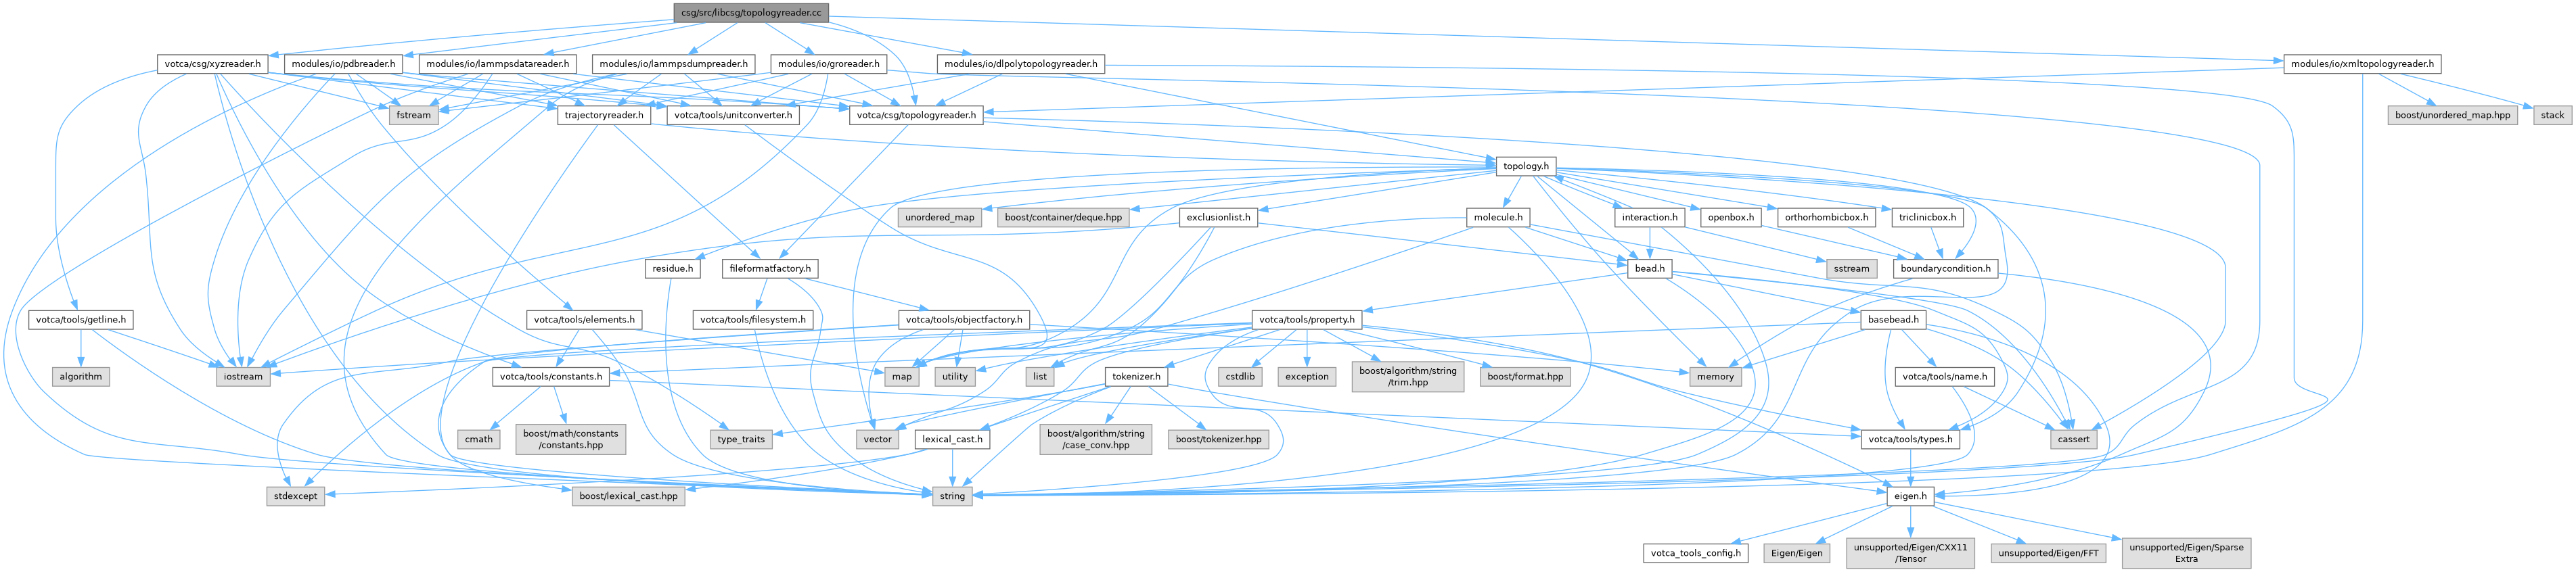 csg/src/libcsg/topologyreader.cc
votca/csg/xyzreader.h
modules/io/pdbreader.h
modules/io/lammpsdatareader.h
modules/io/lammpsdumpreader.h
modules/io/groreader.h
modules/io/dlpolytopologyreader.h
modules/io/xmltopologyreader.h
fstream
trajectoryreader.h
votca/tools/unitconverter.h
votca/csg/topologyreader.h
boost/unordered_map.hpp
stack
topology.h
unordered_map
boost/container/deque.hpp
exclusionlist.h
molecule.h
interaction.h
openbox.h
orthorhombicbox.h
triclinicbox.h
residue.h
fileformatfactory.h
bead.h
sstream
boundarycondition.h
votca/tools/getline.h
votca/tools/elements.h
votca/tools/filesystem.h
votca/tools/objectfactory.h
votca/tools/property.h
basebead.h
algorithm
iostream
votca/tools/constants.h
map
utility
list
tokenizer.h
cstdlib
exception
boost/algorithm/string
/trim.hpp
boost/format.hpp
memory
votca/tools/name.h
cmath
boost/math/constants
/constants.hpp
type_traits
vector
lexical_cast.h
boost/algorithm/string
/case_conv.hpp
boost/tokenizer.hpp
votca/tools/types.h
cassert
stdexcept
boost/lexical_cast.hpp
string
eigen.h
votca_tools_config.h
Eigen/Eigen
unsupported/Eigen/CXX11
/Tensor
unsupported/Eigen/FFT
unsupported/Eigen/Sparse
Extra